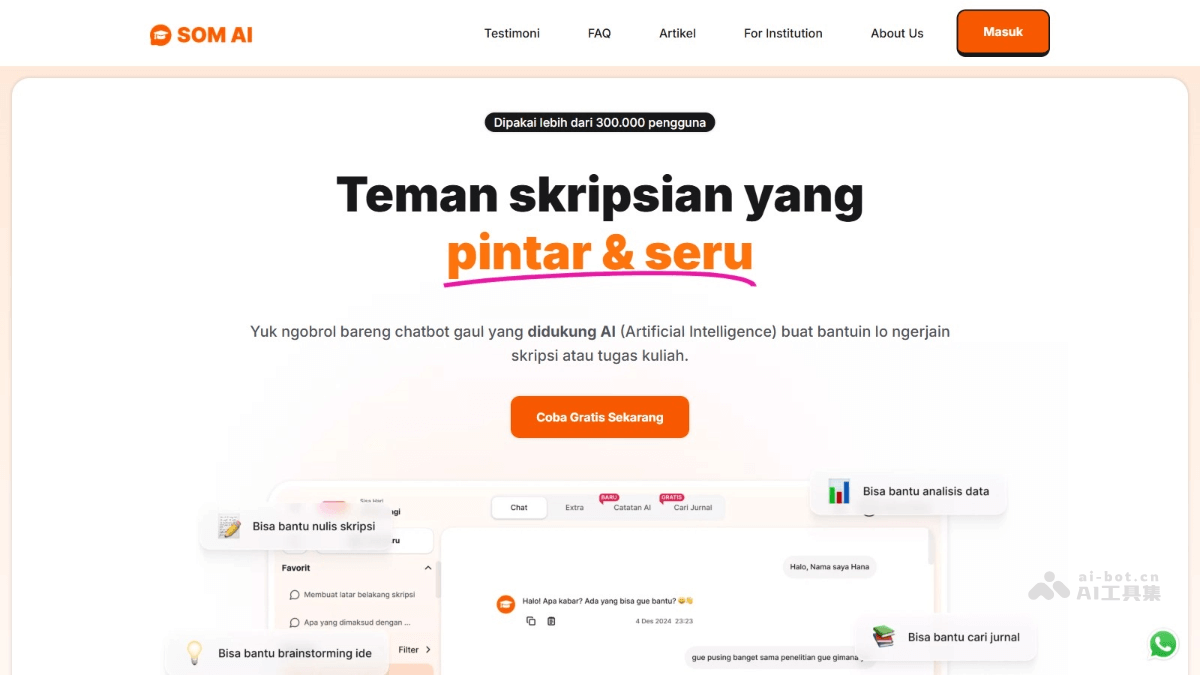 SOM AI
Testimoni
FAQ
Artikel
For Institution
About Us
Masuk
Dipakai lebih dari 300.000 pengguna
Teman skripsian yang
pintar & seru
Yuk ngobrol bareng chatbot gaul yang didukung AI (Artificial Intelligence) buat bantuin lo ngerjain
skripsi atau tugas kuliah.
Coba Gratis Sekarang
Bisa bantu analisis data
BARU
GRATIS
Chat
Extra
Catatan AI
Cari Jurnal
Bisa bantu nulis skripsi
Favorit
Halo, Nama saya Hana
Membuat latar belakang skripsi
Halo! Apa kabar? Ada yang bisa gue bantu? 😄👋
Apa yang dimaksud dengan ...
4 Des 2024 23:23
ai-bot.cn
AI工具集
Bisa bantu cari jurnal
Filter
Bisa bantu brainstorming ide
gue pusing banget sama penelitian gue gimana